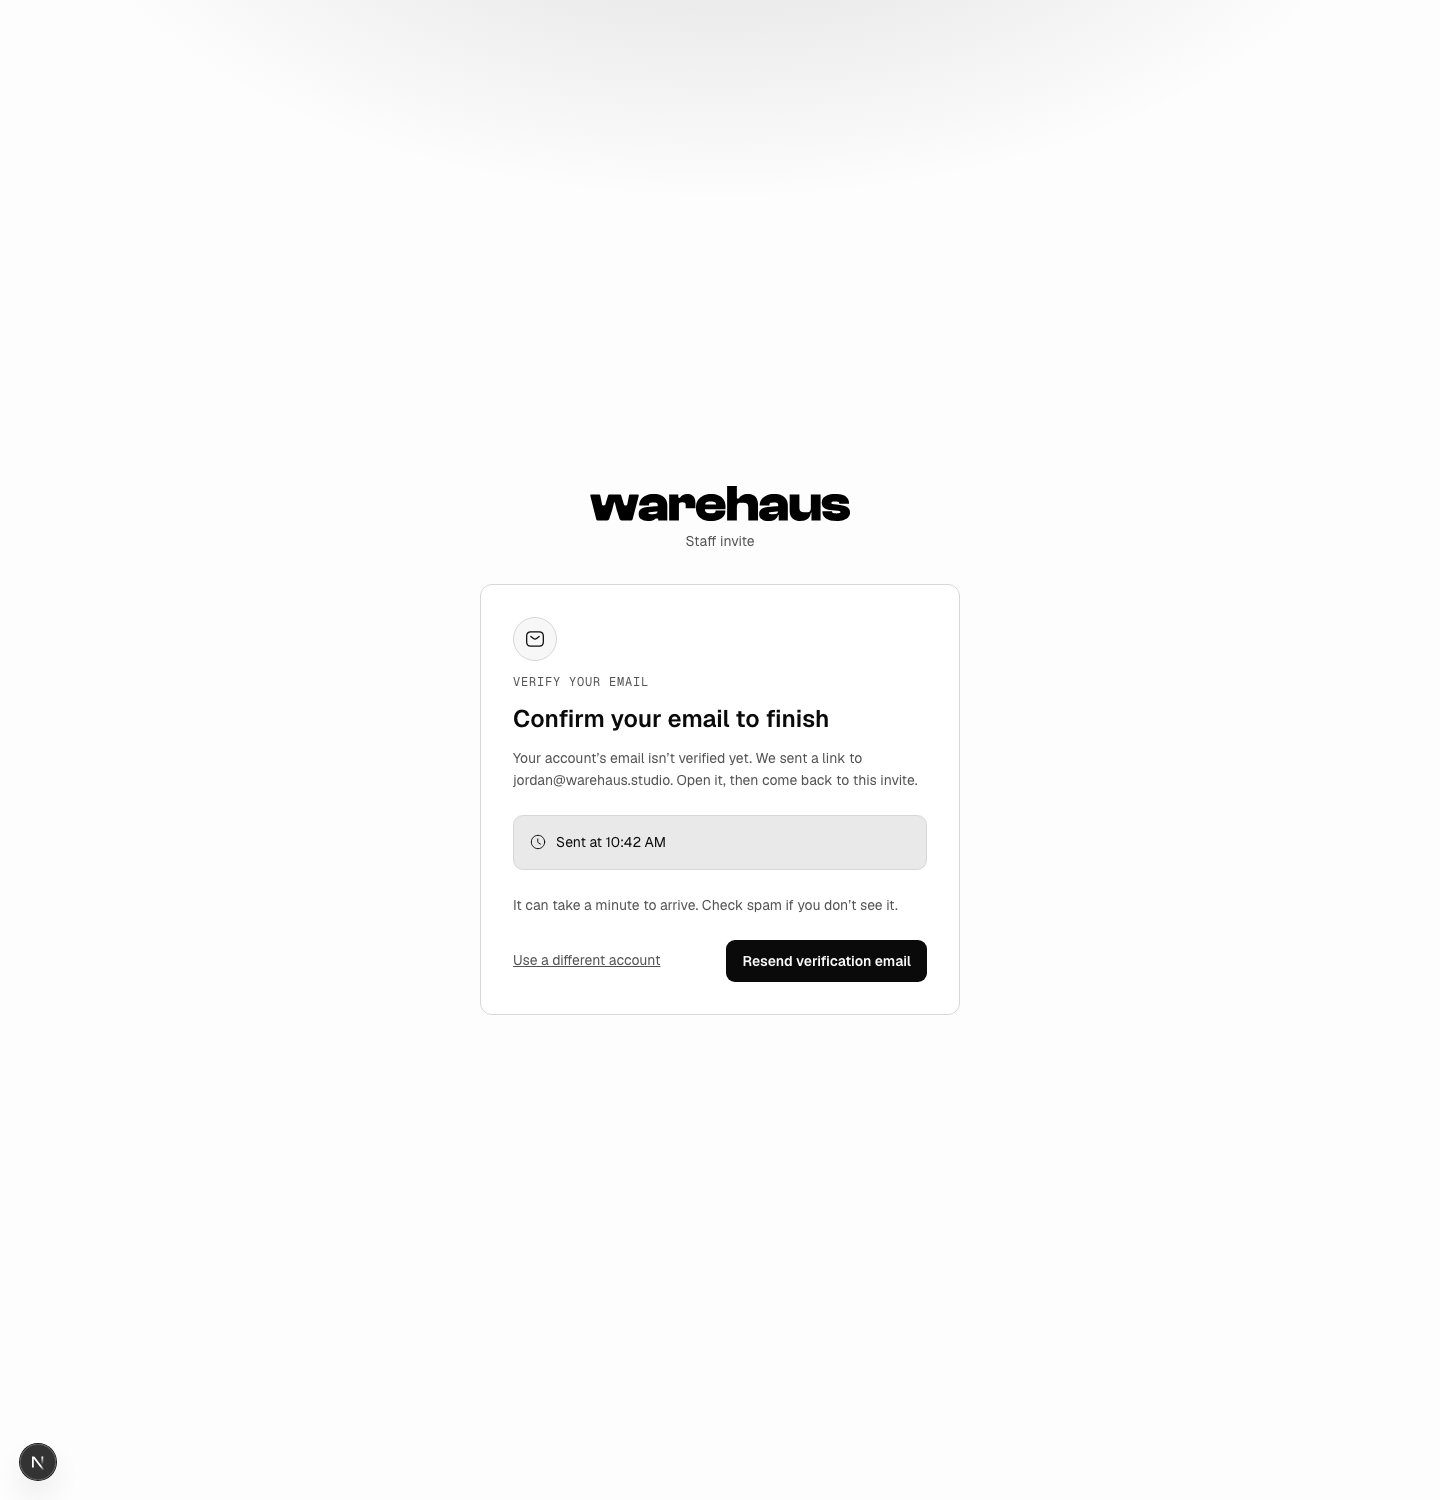 warehaus
Staff invite
VERIFY YOUR EMAIL
Confirm your email to finish
Your account’s email isn’t verified yet. We sent a link to
jordan@warehaus.studio. Open it, then come back to this invite.
Sent at 10:42 AM
It can take a minute to arrive. Check spam if you don’t see it.
Use a different account
Resend verification email
N